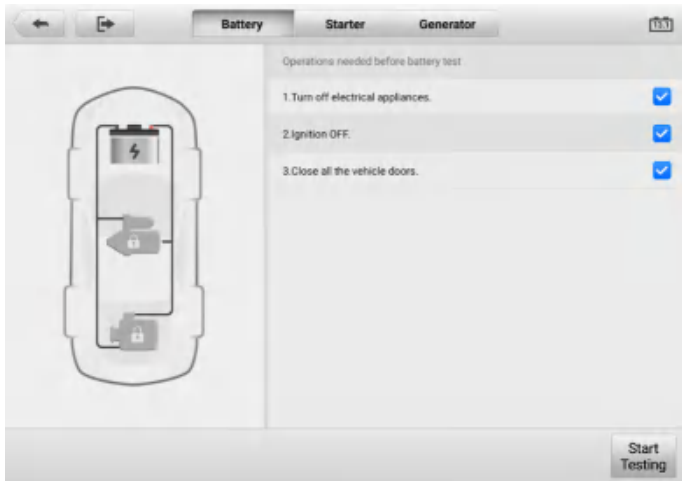 Battery Starter Generator
Operations needed before battery test
1.Turn off electrical appliances.
2.Ignition OFF.
3.Close all the vehicle doors.
Start
Testing